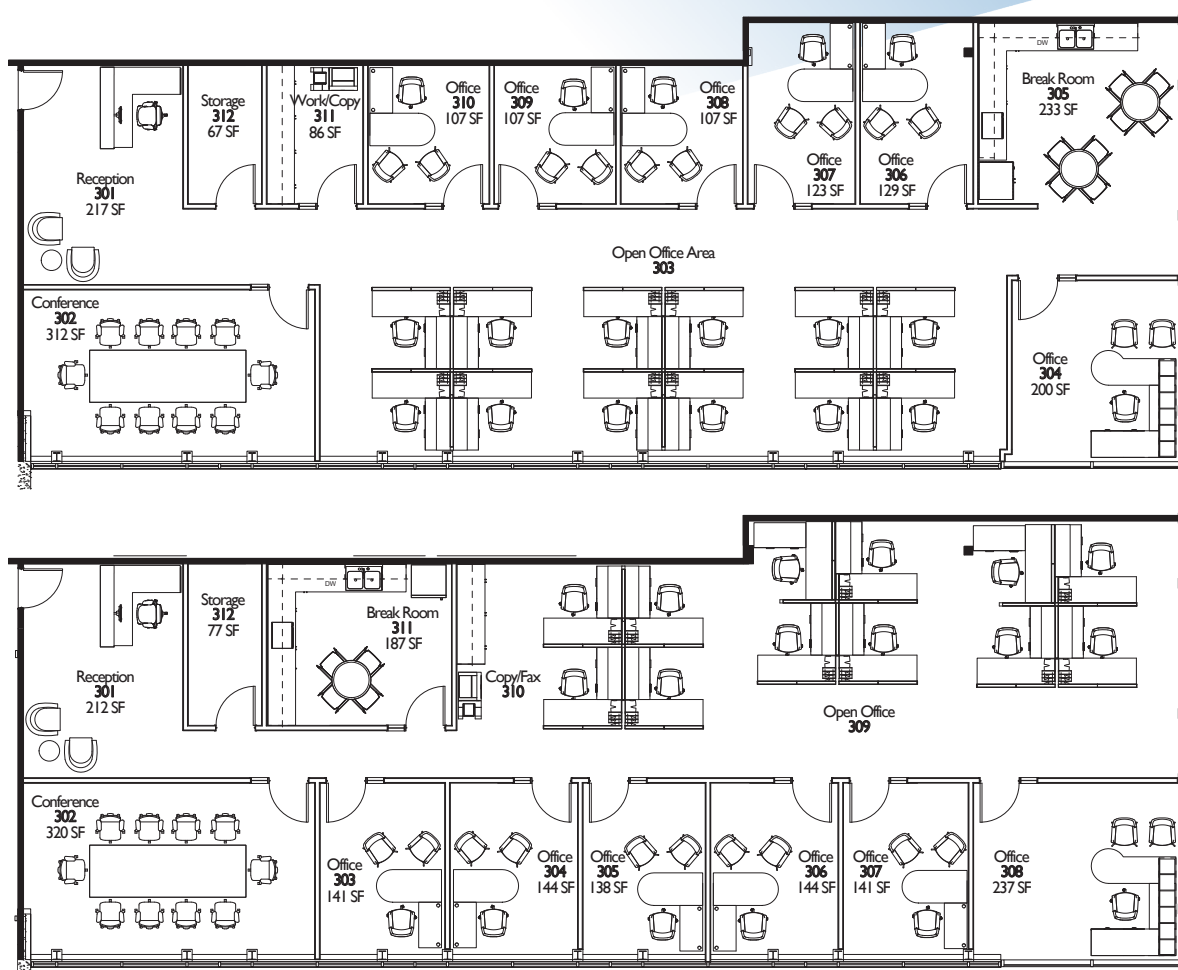 DW
Break Room
305
233 SF
Storage
312
67 SF
Work/Copy
311
86 SF
Office
310
107 SF
Office
309
107 SF
Office
308
107 SF
Office
307
123 SF
Office
306
129 SF
Reception
301
217 SF
Open Office Area
303
Conference
302
312 SF
Office
304
200 SF
DW
Storage
312
77 SF
Break Room
311
187 SF
Reception
301
212 SF
Copy/Fax
310
Open Office
309
Conference
302
320 SF
Office
303
141 SF
Office
304
144 SF
Office
305
138 SF
Office
306
144 SF
Office
307
141 SF
Office
308
237 SF